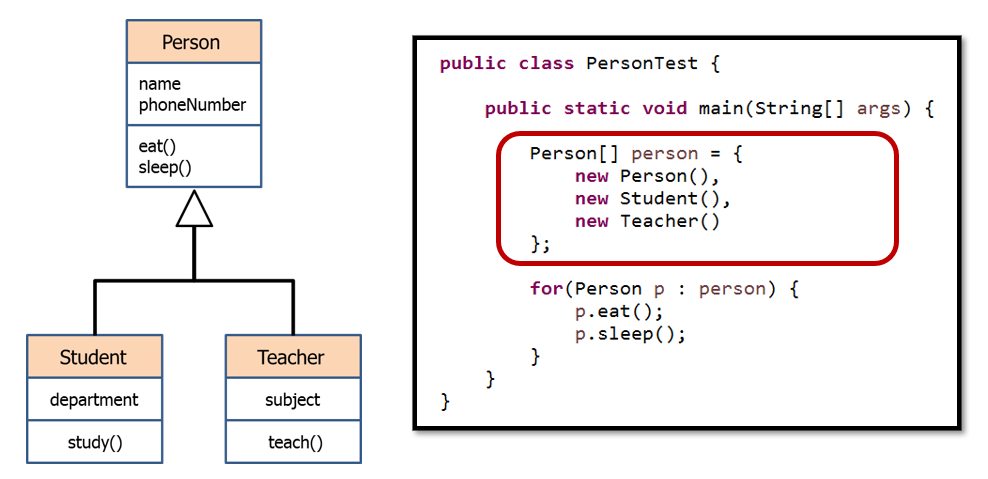 Person
name
phoneNumber
eat()
sleep()
Student
department
study()
Teacher
subject
teach()
public class PersonTest {
    public static void main(String[] args) {
        Person[] person = {
            new Person(),
            new Student(),
            new Teacher()
        };
        for(Person p : person) {
            p.eat();
            p.sleep();
        }
    }
}